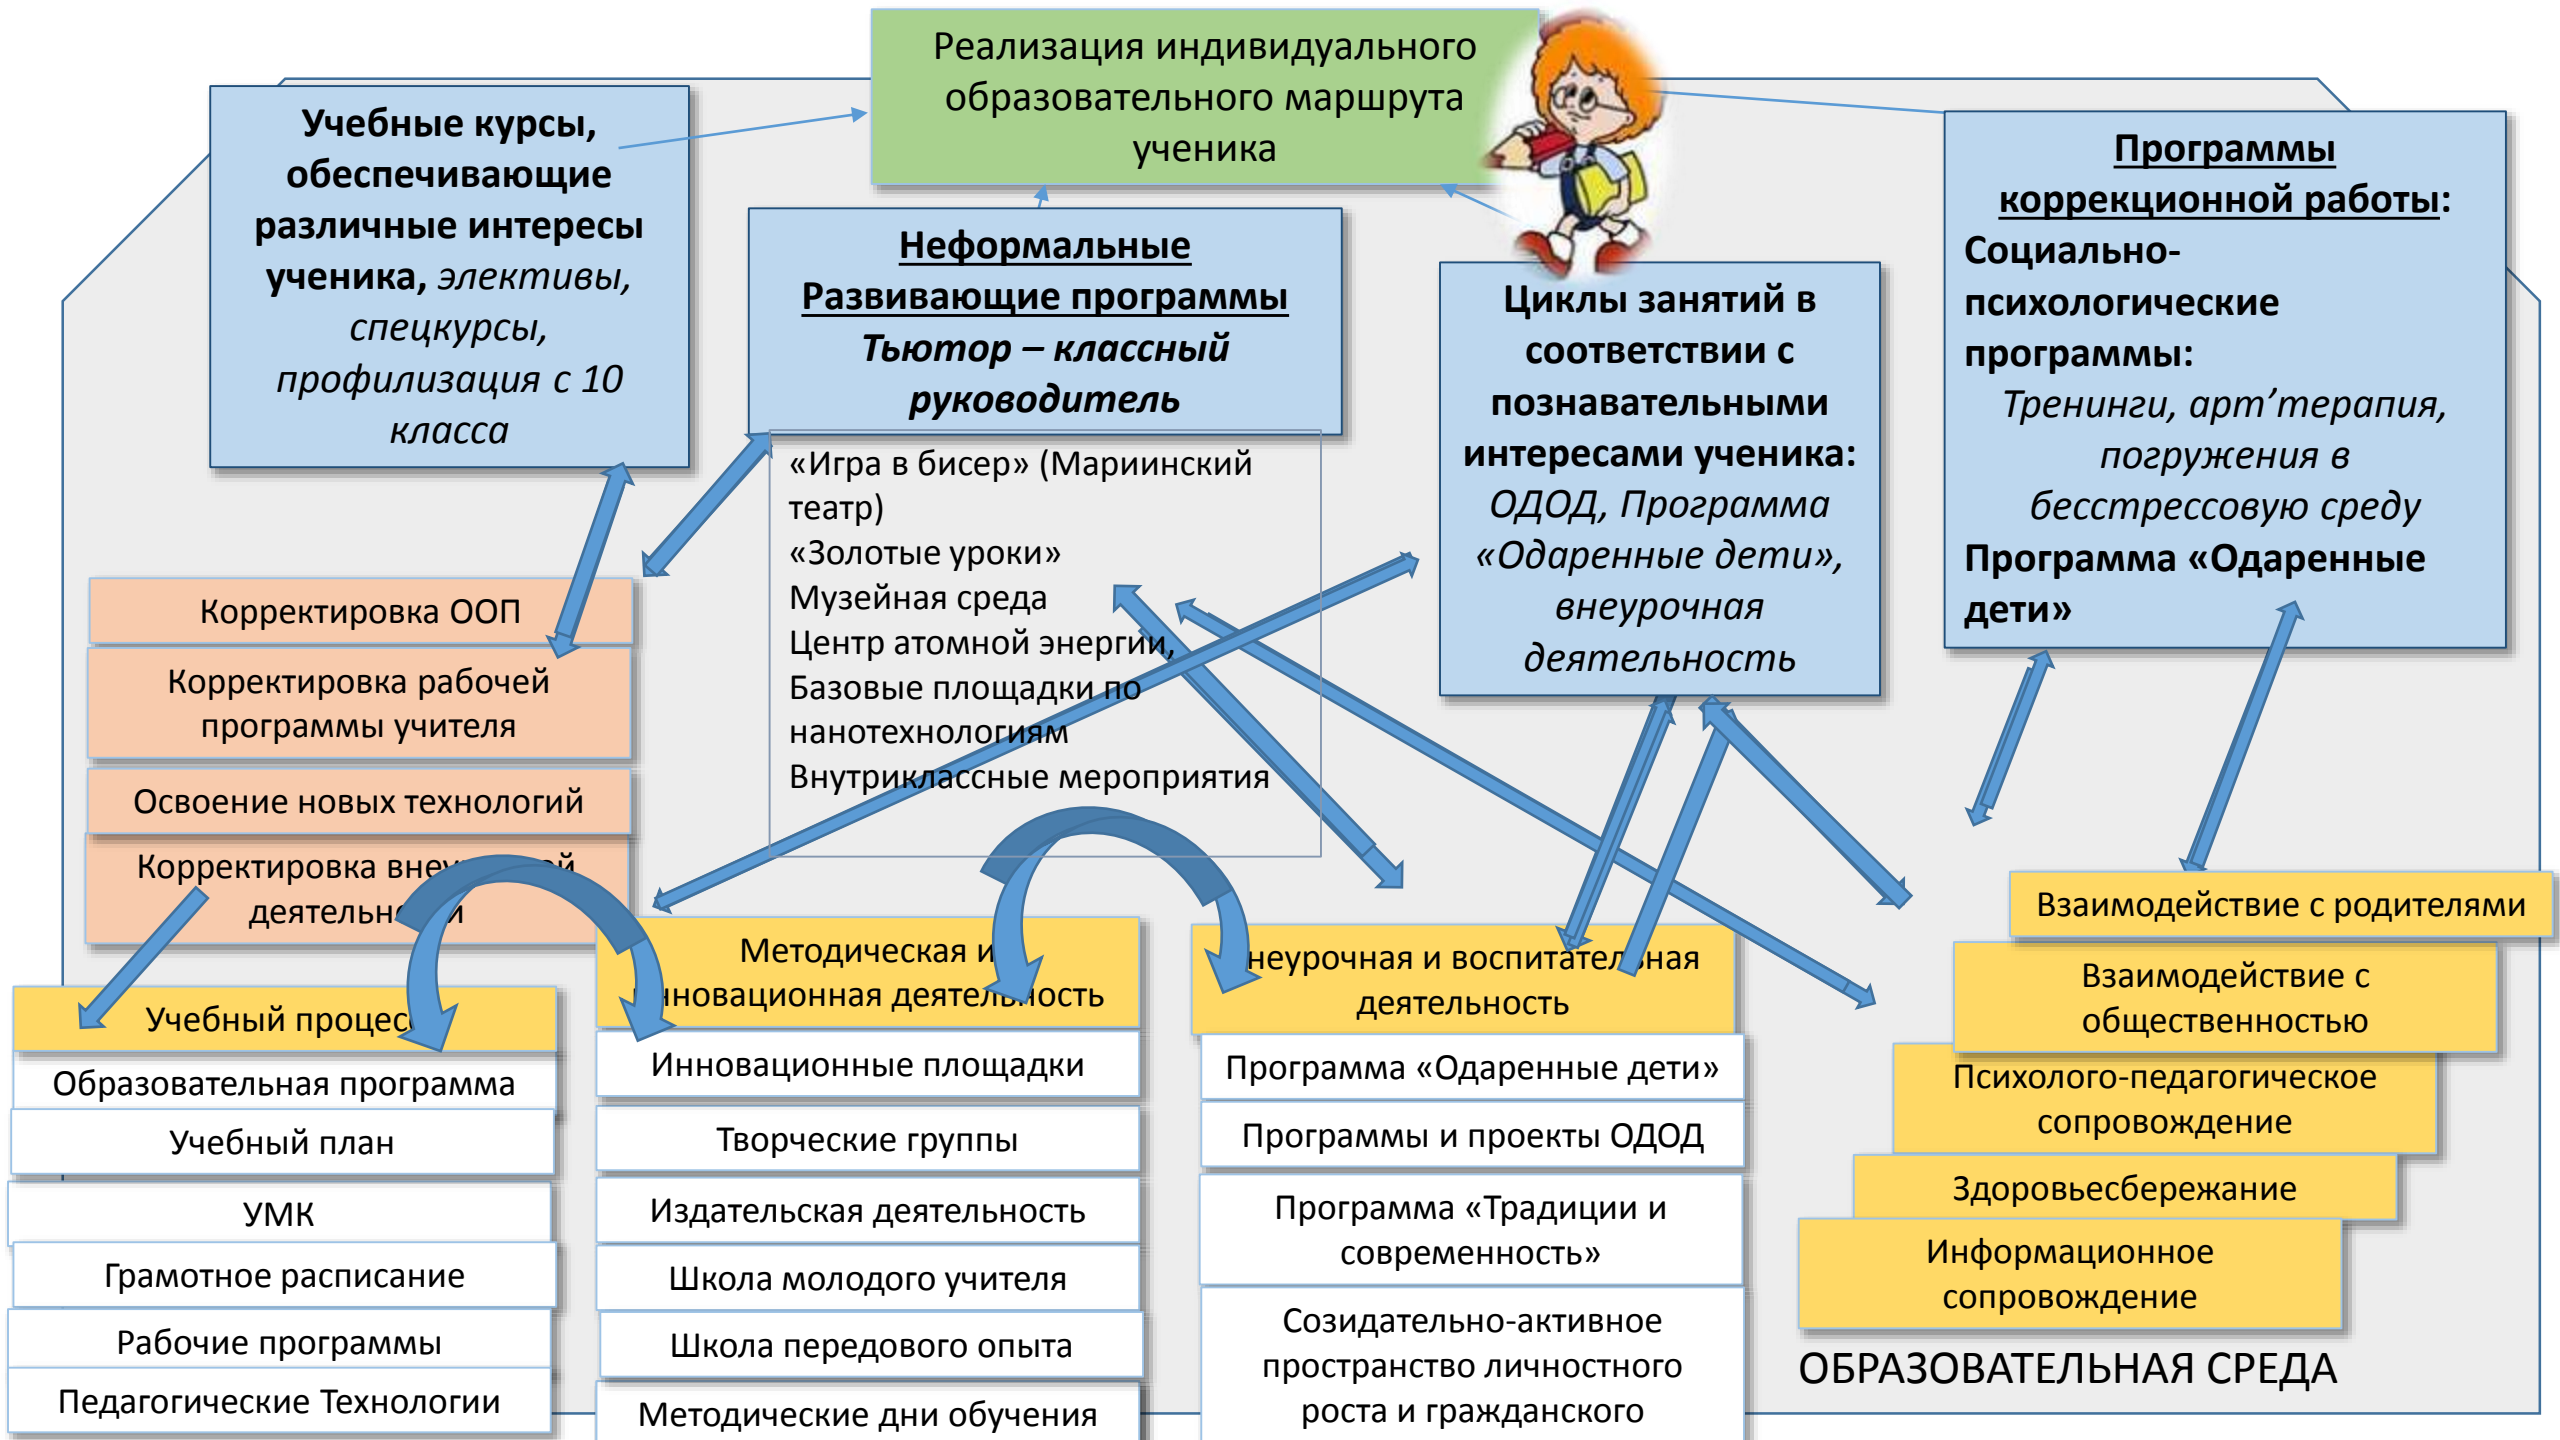 Реализация индивидуального
образовательного маршрута
ученика
Учебные курсы,
обеспечивающие
различные интересы
ученика, элективы,
спецкурсы,
профилизация с 10
класса
Неформальные
Развивающие программы
Тьютор – классный
руководитель
«Игра в бисер» (Мариинский
театр)
«Золотые уроки»
Музейная среда
Центр атомной энергии,
Базовые площадки по
нанотехнологиям
Внутриклассные мероприятия
Циклы занятий в
соответствии с
познавательными
интересами ученика:
ОДОД, Программа
«Одаренные дети»,
внеурочная
деятельность
Программы
коррекционной работы:
Социально-
психологические
программы:
Тренинги, арт’терапия,
погружения в
бесстрессовую среду
Программа «Одаренные
дети»
Корректировка ООП
Корректировка рабочей
программы учителя
Освоение новых технологий
Корректировка
Учебный
Образовательная программа
Учебный план
УМК
Грамотное расписание
Рабочие программы
Педагогические Технологии
Методическая и
деятельность
Инновационные площадки
Творческие группы
Издательская деятельность
Школа молодого учителя
Школа передового опыта
Методические дни обучения
и воспитательная
деятельность
Программа «Одаренные дети»
Программы и проекты ОДОД
Программа «Традиции и
современность»
Созидательно-активное
пространство личностного
роста и гражданского
Взаимодействие с родителями
Взаимодействие с
общественностью
Психолого-педагогическое
сопровождение
Здоровьесбережание
Информационное
сопровождение
ОБРАЗОВАТЕЛЬНАЯ СРЕДА